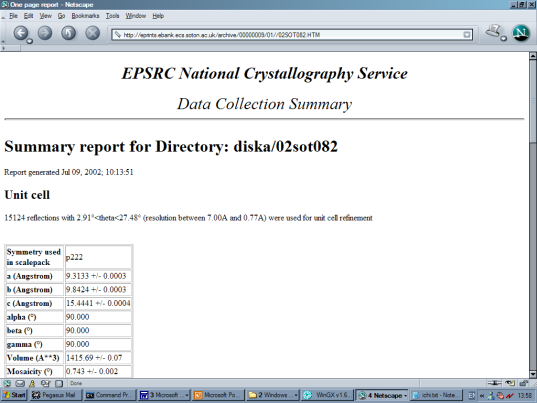 One page report - Netscape
File Edit View Go Bookmarks Tools Window Help
http://eprints.ebank.ecs.soton.ac.uk/archive/00000009/01//02SOT082.HTM
EPSRC National Crystallography Service
Data Collection Summary
Summary report for Directory: diska/02sot082
Report generated Jul 09, 2002; 10:13:51
Unit cell
15124 reflections with 2.91°<theta<27.48° (resolution between 7.00A and 0.77A) were used for unit cell refinement
Symmetry used in scalepack p222
a (Angstrom) 9.3133 +/- 0.0003
b (Angstrom) 9.8424 +/- 0.0003
c (Angstrom) 15.4441 +/- 0.0004
alpha (°) 90.000
beta (°) 90.000
gamma (°) 90.000
Volume (A**3) 1415.69 +/- 0.07
Mosaicity (°) 0.743 +/- 0.002
Done
Start Pegasus Mail Command Pr... 3 Microsoft ... Microsoft Po... 2 Windows ... WinGX v1.6... 4 Netscape ichi.txt - Note... 13:58